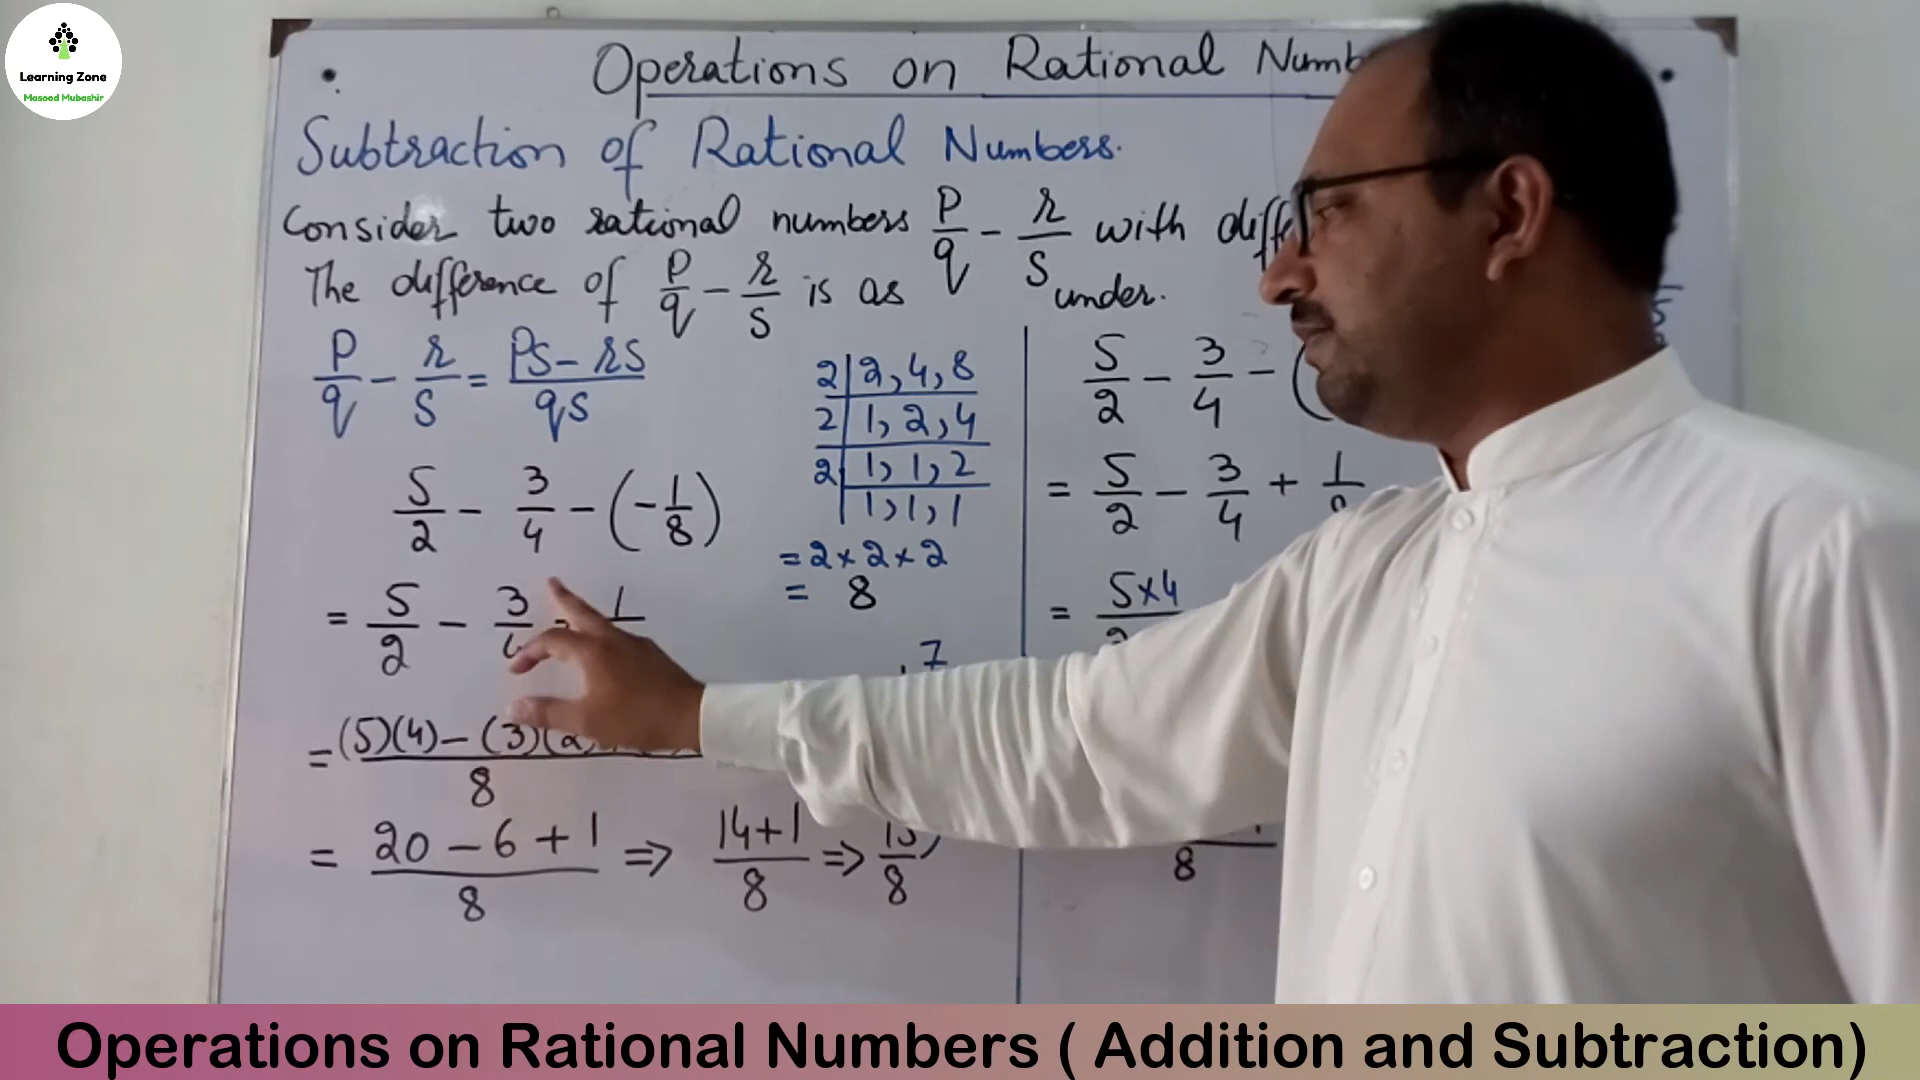 Learning Zone
Masood Mubashir
Operations on Rational Numb
Subtraction of Rational Numbers.
Consider two rational numbers P/q - r/s with diff
The difference of P/q - r/s is as under.
P/q - r/s = (Ps - rs)/qs
5/2 - 3/4 - (-1/8)
= 5/2 - 3/4 + 1
= (5)(4) - (3)(2)
8
= (20 - 6 + 1)/8 ⇒ (14+1)/8 ⇒ 15/8
2 | 2, 4, 8
2 | 1, 2, 4
2 | 1, 1, 2
| 1, 1, 1
= 2 × 2 × 2
= 8
7
5/2 - 3/4 - (
= 5/2 - 3/4 + 1
= 5×4
8
Operations on Rational Numbers ( Addition and Subtraction)